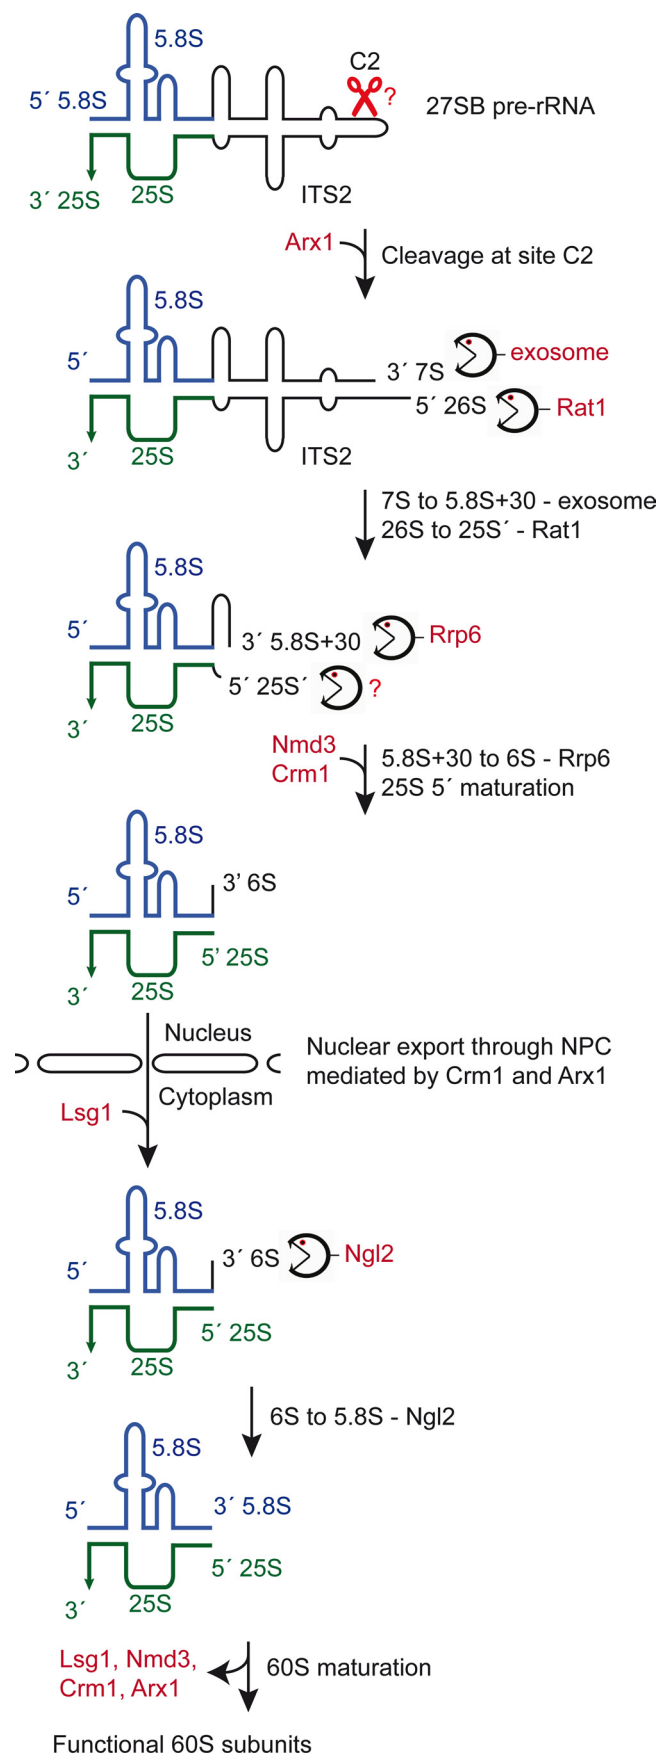 5.8S
C2
?
5´ 5.8S
27SB pre-rRNA
3´ 25S
25S
ITS2
Arx1
Cleavage at site C2
5.8S
5´
3´ 7S
exosome
5´ 26S
Rat1
3´
25S
ITS2
7S to 5.8S+30 - exosome
26S to 25S´ - Rat1
5.8S
5´
3´ 5.8S+30
Rrp6
5´ 25S´
?
3´
25S
Nmd3
Crm1
5.8S+30 to 6S - Rrp6
25S 5´ maturation
5.8S
5´
3’ 6S
5’ 25S
3´
25S
Nucleus
Nuclear export through NPC
mediated by Crm1 and Arx1
Cytoplasm
Lsg1
5.8S
5´
3´ 6S
Ngl2
5´ 25S
3´
25S
6S to 5.8S - Ngl2
5.8S
5´
3´ 5.8S
5´ 25S
3´
25S
Lsg1, Nmd3,
Crm1, Arx1
60S maturation
Functional 60S subunits